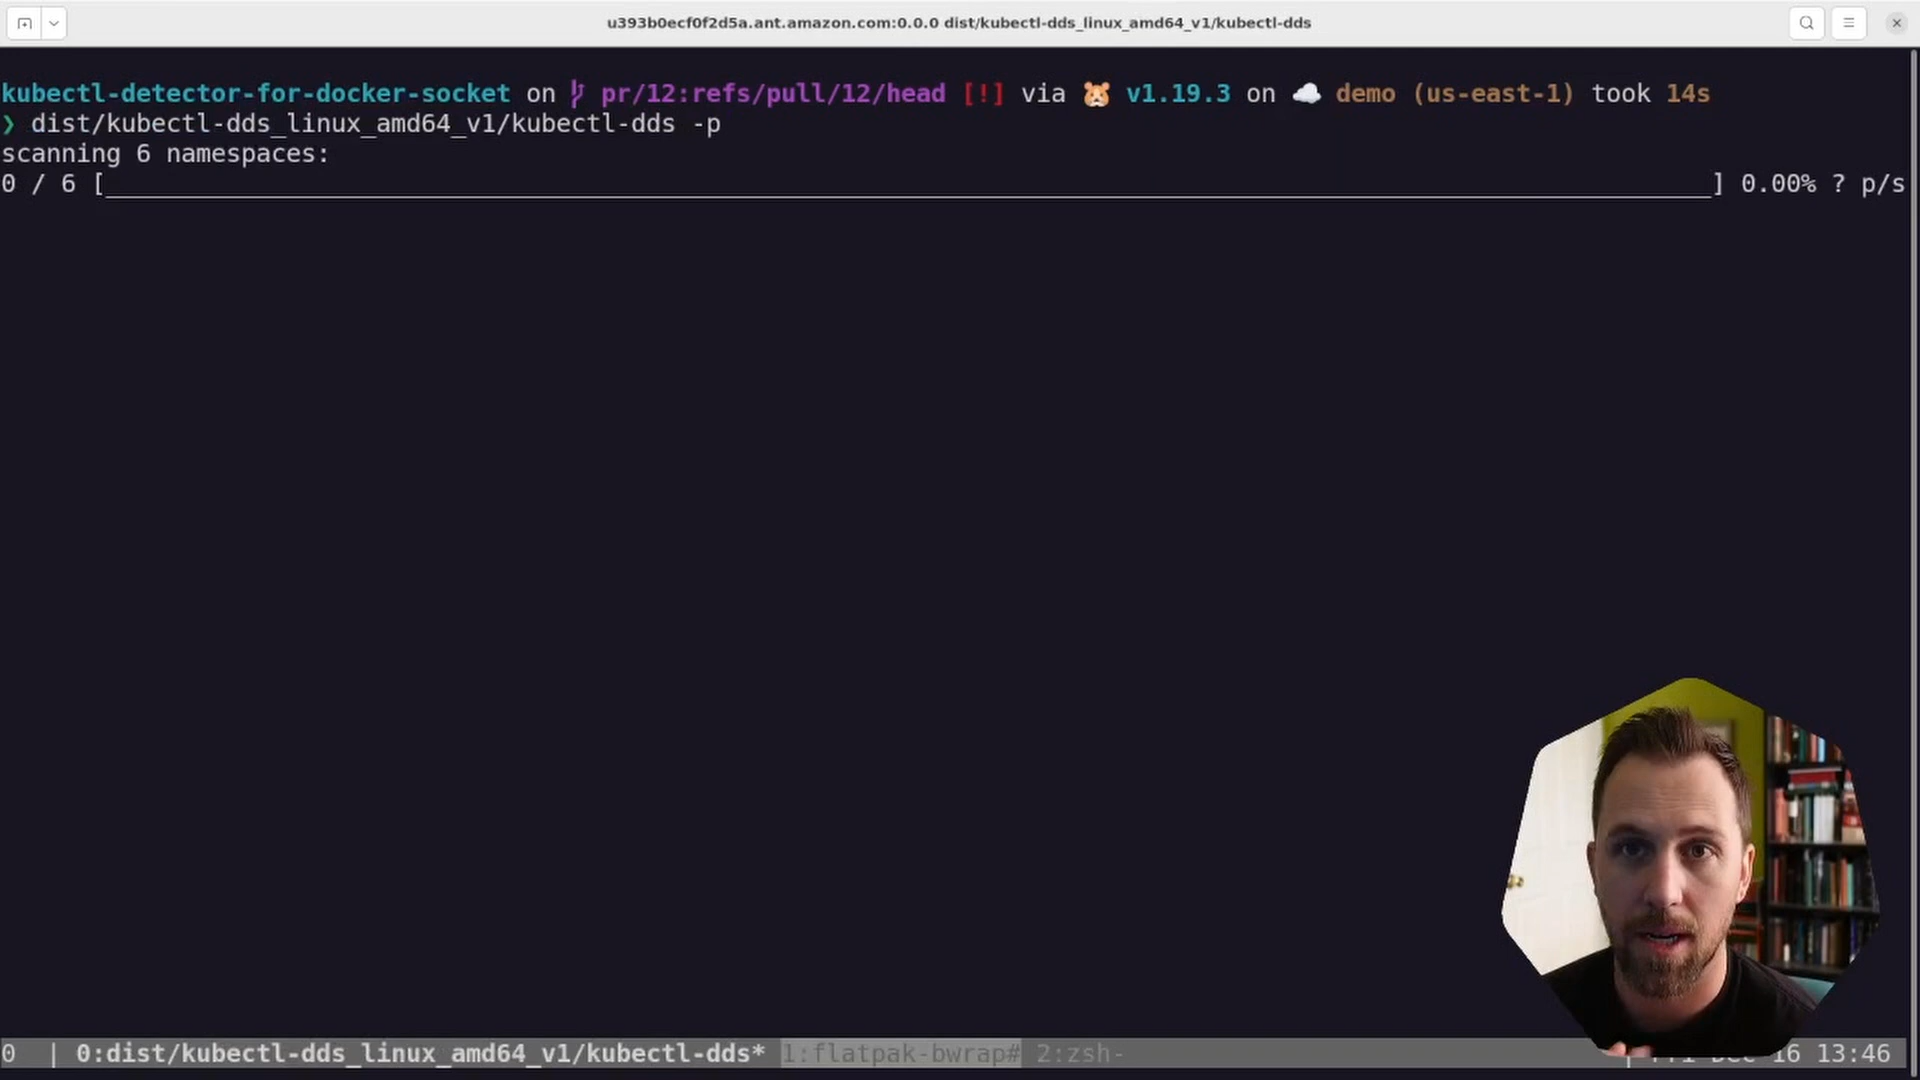 u393b0ecf0f2d5a.ant.amazon.com:0.0.0 dist/kubectl-dds_linux_amd64_v1/kubectl-dds
kubectl-detector-for-docker-socket on pr/12:refs/pull/12/head [!] via 🐹 v1.19.3 on ☁️ demo (us-east-1) took 14s
❯ dist/kubectl-dds_linux_amd64_v1/kubectl-dds -p
scanning 6 namespaces:
0 / 6 [______________________________] 0.00% ? p/s
0 | 0:dist/kubectl-dds_linux_amd64_v1/kubectl-dds* 1:flatpak-bwrap# 2:zsh- | Dec 16 13:46